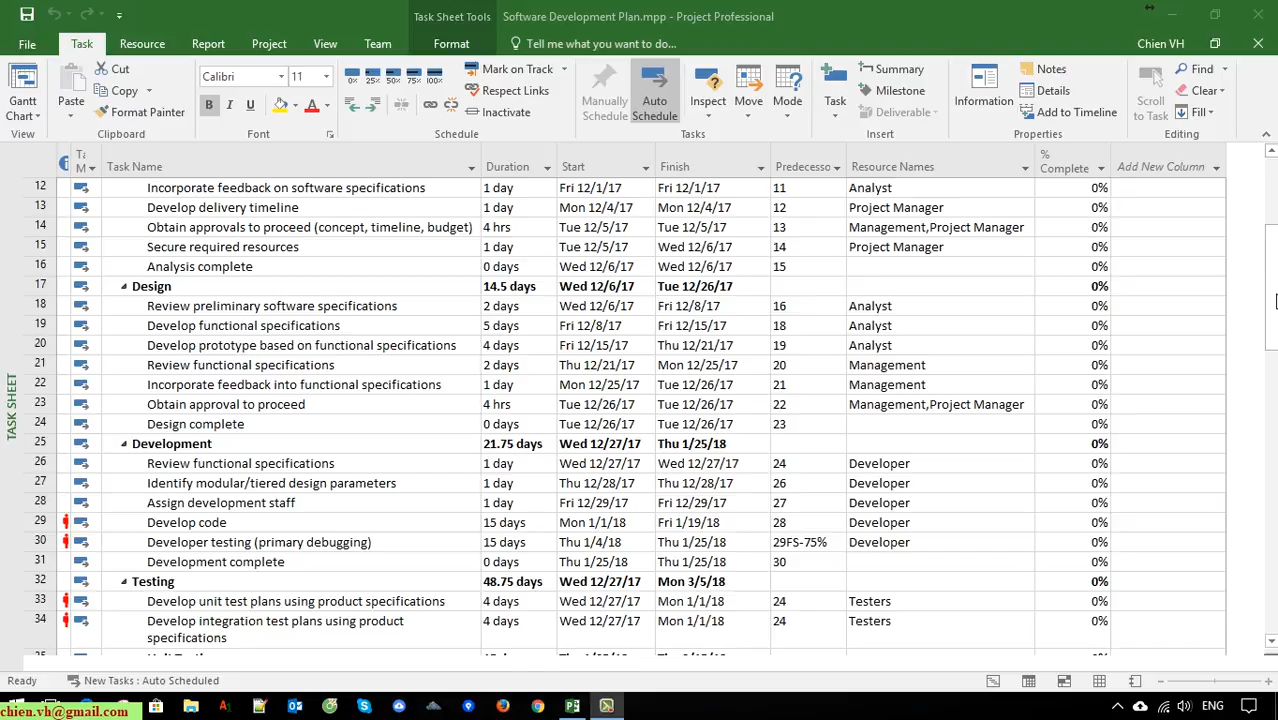 Task Sheet Tools
Software Development Plan.mpp - Project Professional
File
Task
Resource
Report
Project
View
Team
Format
Tell me what you want to do...
Chien VH
Gantt Chart
View
Paste
Cut
Copy
Format Painter
Clipboard
Calibri
11
B I U
A
Font
0% 25% 50% 75% 100%
Mark on Track
Respect Links
Inactivate
Schedule
Manually Schedule
Auto Schedule
Inspect
Move
Mode
Tasks
Task
Summary
Milestone
Deliverable
Insert
Information
Notes
Details
Add to Timeline
Properties
Scroll to Task
Find
Clear
Fill
Editing
Ta M Task Name Duration Start Finish Predecesso Resource Names % Complete Add New Column
12 Incorporate feedback on software specifications 1 day Fri 12/1/17 Fri 12/1/17 11 Analyst 0%
13 Develop delivery timeline 1 day Mon 12/4/17 Mon 12/4/17 12 Project Manager 0%
14 Obtain approvals to proceed (concept, timeline, budget) 4 hrs Tue 12/5/17 Tue 12/5/17 13 Management,Project Manager 0%
15 Secure required resources 1 day Tue 12/5/17 Wed 12/6/17 14 Project Manager 0%
16 Analysis complete 0 days Wed 12/6/17 Wed 12/6/17 15 0%
17 Design 14.5 days Wed 12/6/17 Tue 12/26/17 0%
18 Review preliminary software specifications 2 days Wed 12/6/17 Fri 12/8/17 16 Analyst 0%
19 Develop functional specifications 5 days Fri 12/8/17 Fri 12/15/17 18 Analyst 0%
20 Develop prototype based on functional specifications 4 days Fri 12/15/17 Thu 12/21/17 19 Analyst 0%
21 Review functional specifications 2 days Thu 12/21/17 Mon 12/25/17 20 Management 0%
22 Incorporate feedback into functional specifications 1 day Mon 12/25/17 Tue 12/26/17 21 Management 0%
23 Obtain approval to proceed 4 hrs Tue 12/26/17 Tue 12/26/17 22 Management,Project Manager 0%
24 Design complete 0 days Tue 12/26/17 Tue 12/26/17 23 0%
25 Development 21.75 days Wed 12/27/17 Thu 1/25/18 0%
26 Review functional specifications 1 day Wed 12/27/17 Wed 12/27/17 24 Developer 0%
27 Identify modular/tiered design parameters 1 day Thu 12/28/17 Thu 12/28/17 26 Developer 0%
28 Assign development staff 1 day Fri 12/29/17 Fri 12/29/17 27 Developer 0%
29 Develop code 15 days Mon 1/1/18 Fri 1/19/18 28 Developer 0%
30 Developer testing (primary debugging) 15 days Thu 1/4/18 Thu 1/25/18 29FS-75% Developer 0%
31 Development complete 0 days Thu 1/25/18 Thu 1/25/18 30 0%
32 Testing 48.75 days Wed 12/27/17 Mon 3/5/18 0%
33 Develop unit test plans using product specifications 4 days Wed 12/27/17 Mon 1/1/18 24 Testers 0%
34 Develop integration test plans using product 4 days Wed 12/27/17 Mon 1/1/18 24 Testers 0%
specifications
TASK SHEET
Ready
New Tasks : Auto Scheduled
chien.vh@gmail.com
ENG